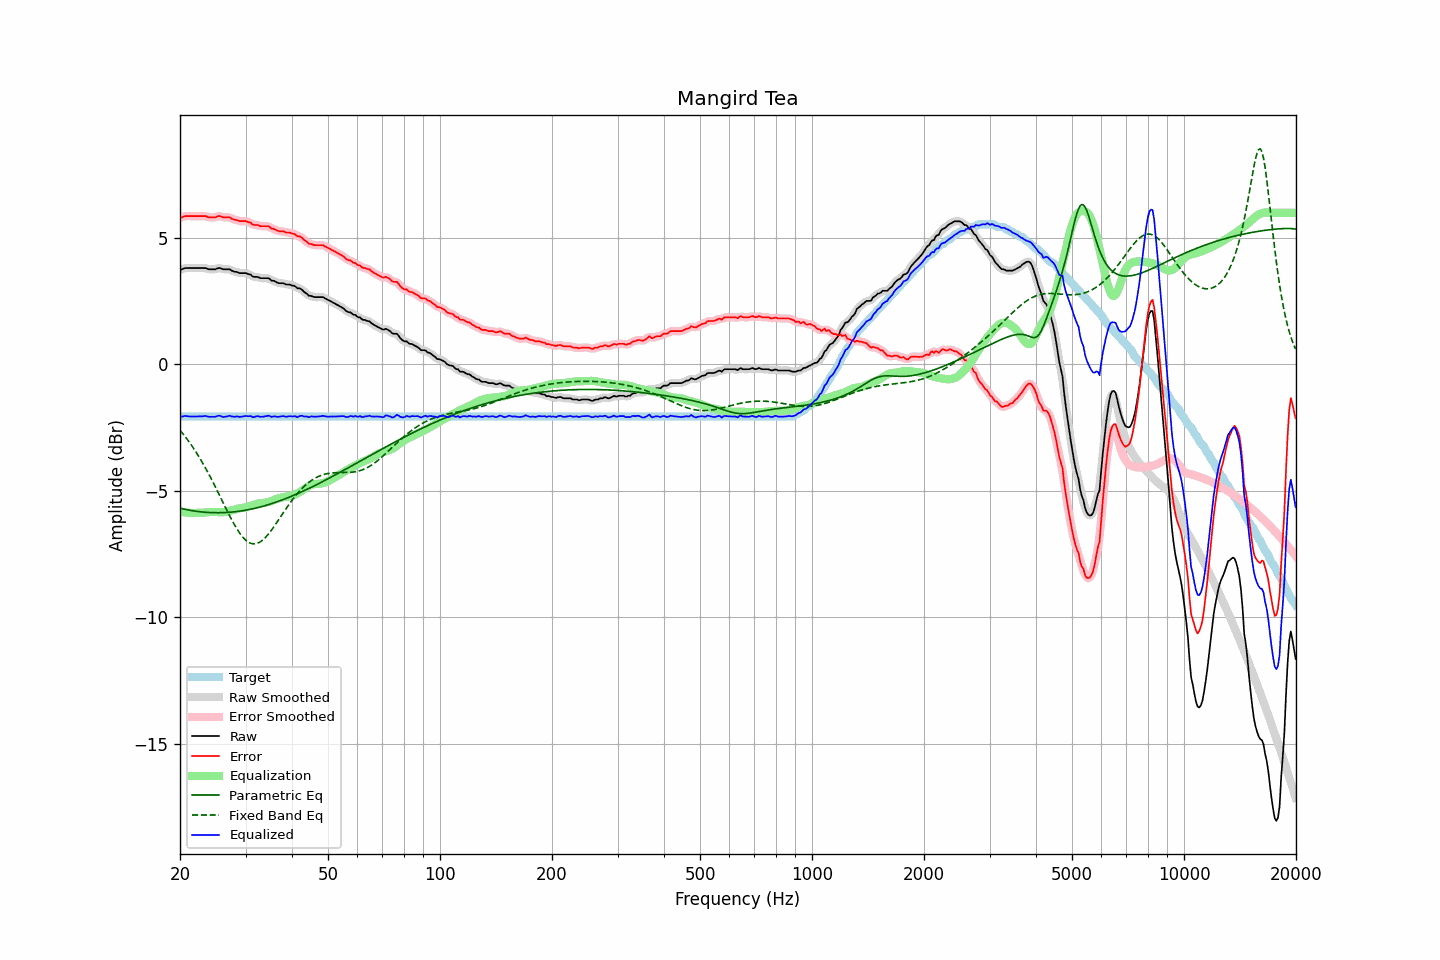 Mangird Tea
Amplitude (dBr)
5
0
−5
−10
−15
Target
Raw Smoothed
Error Smoothed
Raw
Error
Equalization
Parametric Eq
Fixed Band Eq
Equalized
20 50 100 200 500 1000 2000 5000 10000 20000
Frequency (Hz)